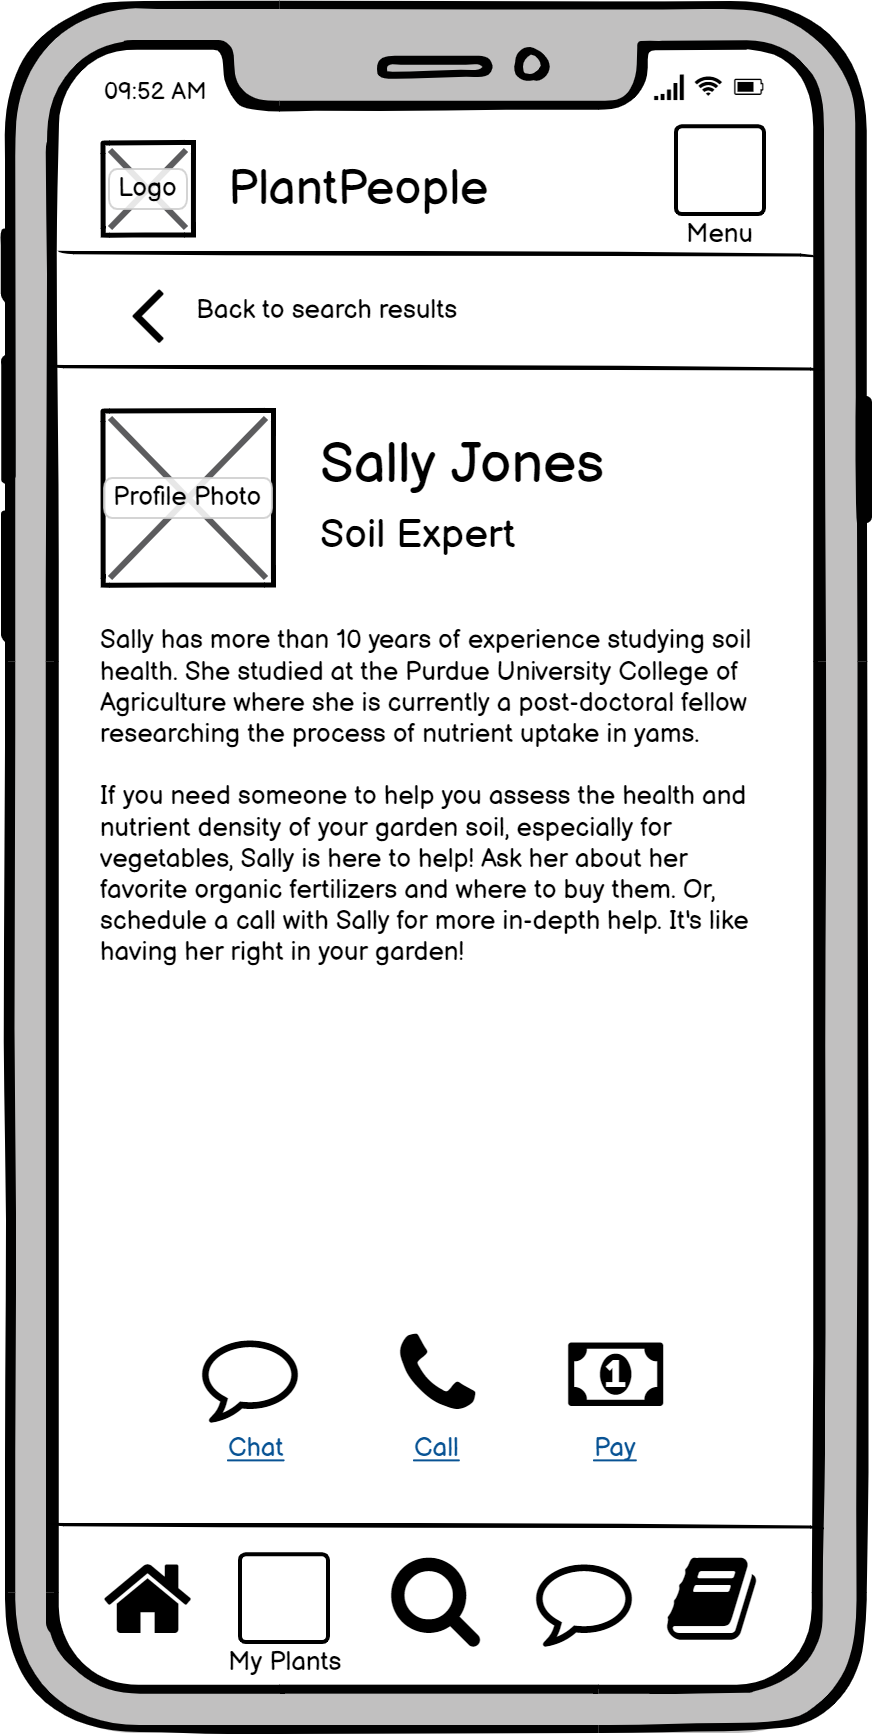 09:52 AM
Logo
PlantPeople
Menu
Back to search results
Profile Photo
Sally Jones
Soil Expert
Sally has more than 10 years of experience studying soil
health. She studied at the Purdue University College of
Agriculture where she is currently a post-doctoral fellow
researching the process of nutrient uptake in yams.
If you need someone to help you assess the health and
nutrient density of your garden soil, especially for
vegetables, Sally is here to help! Ask her about her
favorite organic fertilizers and where to buy them. Or,
schedule a call with Sally for more in-depth help. It's like
having her right in your garden!
1
Chat
Call
Pay
My Plants